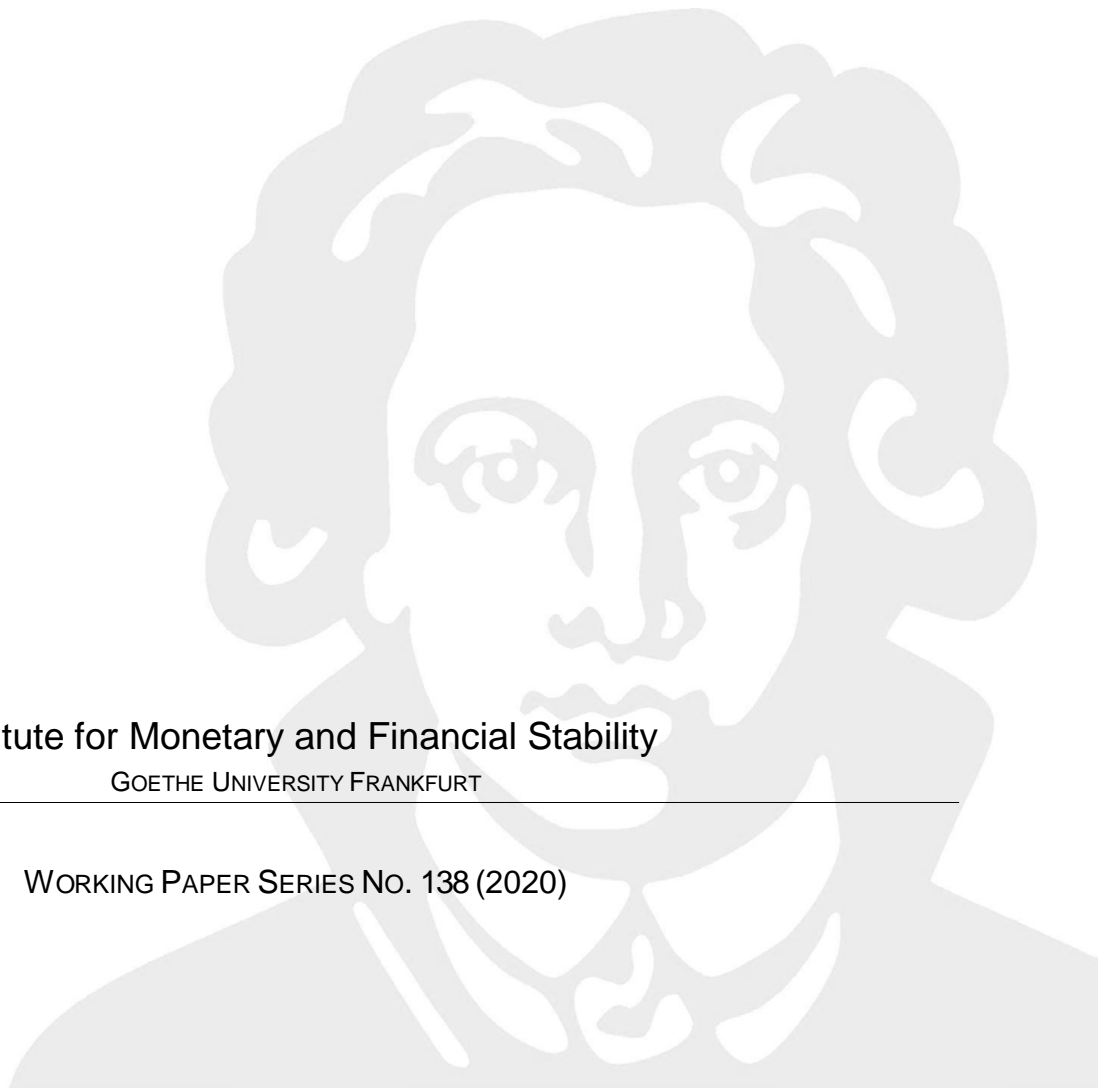 tute for Monetary and Financial Stability
GOETHE UNIVERSITY FRANKFURT
WORKING PAPER SERIES NO. 138 (2020)